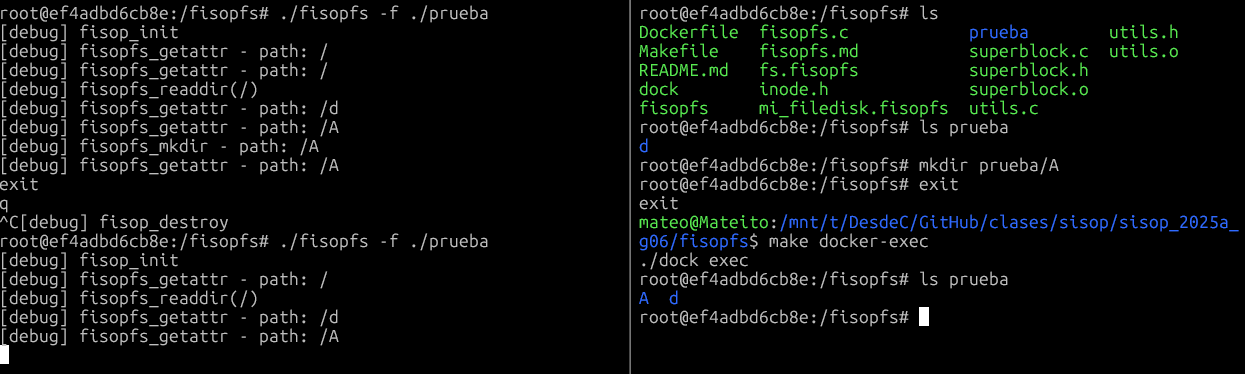 root@ef4adbd6cb8e:/fisopfs# ./fisopfs -f ./prueba
[debug] fisop_init
[debug] fisopfs_getattr - path: /
[debug] fisopfs_getattr - path: /
[debug] fisopfs_readdir(/)
[debug] fisopfs_getattr - path: /d
[debug] fisopfs_getattr - path: /A
[debug] fisopfs_mkdir - path: /A
[debug] fisopfs_getattr - path: /A
exit
q
^C[debug] fisop_destroy
root@ef4adbd6cb8e:/fisopfs# ./fisopfs -f ./prueba
[debug] fisop_init
[debug] fisopfs_getattr - path: /
[debug] fisopfs_readdir(/)
[debug] fisopfs_getattr - path: /d
[debug] fisopfs_getattr - path: /A
root@ef4adbd6cb8e:/fisopfs# ls
Dockerfile fisopfs.c prueba utils.h
Makefile fisopfs.md superblock.c utils.o
README.md fs.fisopfs superblock.h
dock inode.h superblock.o
fisopfs mi_filedisk.fisopfs utils.c
root@ef4adbd6cb8e:/fisopfs# ls prueba
d
root@ef4adbd6cb8e:/fisopfs# mkdir prueba/A
root@ef4adbd6cb8e:/fisopfs# exit
exit
mateo@Mateito:/mnt/t/DesdeC/GitHub/clases/sisop/sisop_2025a_
g06/fisopfs$ make docker-exec
./dock exec
root@ef4adbd6cb8e:/fisopfs# ls prueba
A d
root@ef4adbd6cb8e:/fisopfs#